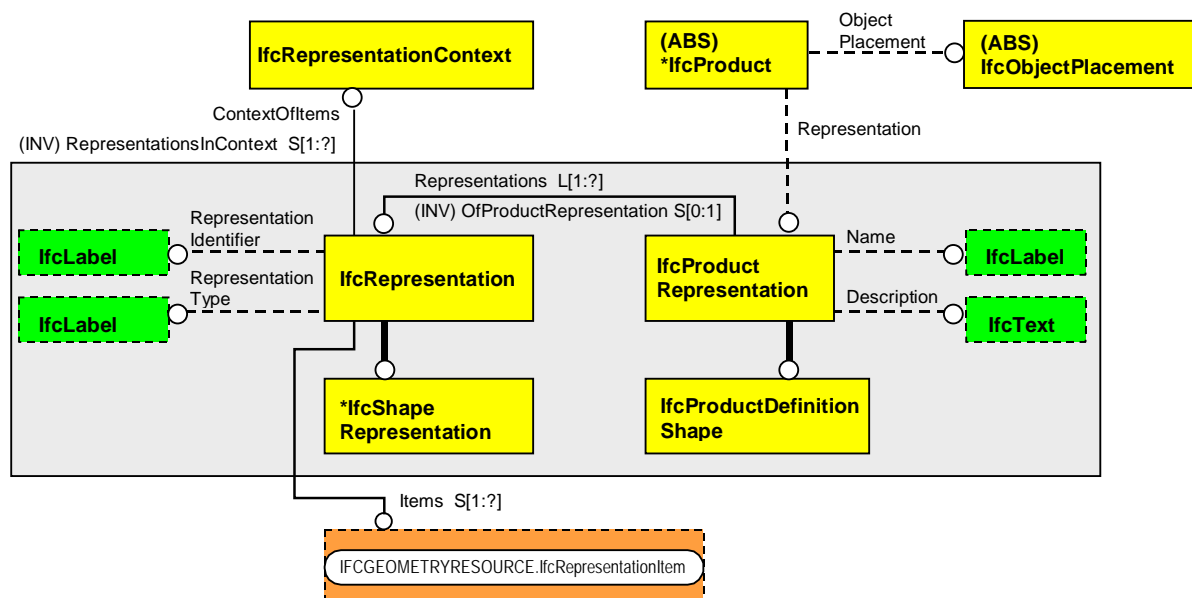 IfcRepresentationContext
(ABS)
*IfcProduct
Object
Placement
(ABS)
IfcObjectPlacement
ContextOfItems
(INV) RepresentationsInContext S[1:?]
Representation
Representations L[1:?]
(INV) OfProductRepresentation S[0:1]
Representation
Identifier
IfcLabel
Representation
Type
IfcLabel
IfcRepresentation
IfcProduct
Representation
Name
IfcLabel
Description
IfcText
*IfcShape
Representation
IfcProductDefinition
Shape
Items S[1:?]
IFCGEOMETRYRESOURCE.IfcRepresentationItem